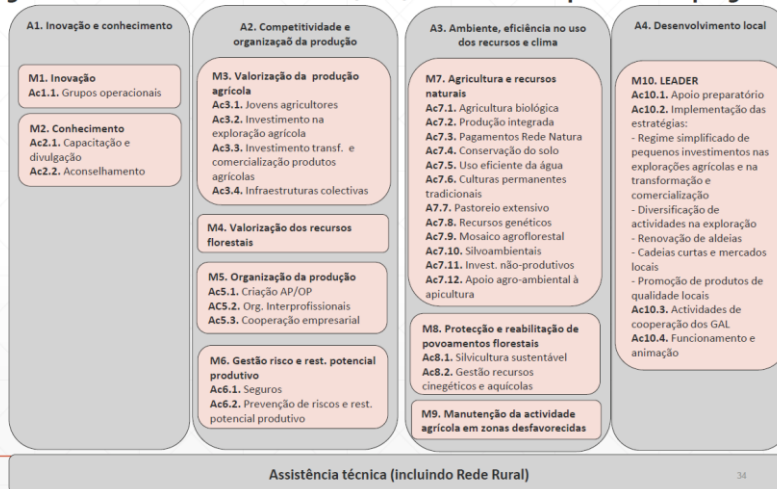 A1. Inovação e conhecimento
M1. Inovação
Ac1.1. Grupos operacionais
M2. Conhecimento
Ac2.1. Capacitação e
divulgação
Ac2.2. Aconselhamento
A2. Competitividade e
organizaçaõ da produção
M3. Valorização da produção
agrícola
Ac3.1. Jovens agricultores
Ac3.2. Investimento na
exploração agrícola
Ac3.3. Investimento transf. e
comercialização produtos
agrícolas
Ac3.4. Infraestruturas colectivas
M4. Valorização dos recursos
florestais
M5. Organização da produção
Ac5.1. Criação AP/OP
AC5.2. Org. Interprofissionais
Ac5.3. Cooperação empresarial
M6. Gestão risco e rest. potencial
produtivo
Ac6.1. Seguros
Ac6.2. Prevenção de riscos e rest.
potencial produtivo
A3. Ambiente, eficiência no uso
dos recursos e clima
M7. Agricultura e recursos
naturais
Ac7.1. Agricultura biológica
Ac7.2. Produção integrada
Ac7.3. Pagamentos Rede Natura
Ac7.4. Conservação do solo
Ac7.5. Uso eficiente da água
Ac7.6. Culturas permanentes
tradicionais
A7.7. Pastoreio extensivo
Ac7.8. Recursos genéticos
Ac7.9. Mosaico agroflorestal
Ac7.10. Silvoambientais
Ac7.11. Invest. não-produtivos
Ac7.12. Apoio agro-ambiental à
apicultura
M8. Protecção e reabilitação de
povoamentos florestais
Ac8.1. Silvicultura sustentável
Ac8.2. Gestão recursos
cinegéticos e aquícolas
M9. Manutenção da actividade
agrícola em zonas desfavorecidas
A4. Desenvolvimento local
M10. LEADER
Ac10.1. Apoio preparatório
Ac10.2. Implementação das
estratégias:
- Regime simplificado de
pequenos investimentos nas
explorações agrícolas e na
transformação e
comercialização
- Diversificação de
actividades na exploração
- Renovação de aldeias
- Cadeias curtas e mercados
locais
- Promoção de produtos de
qualidade locais
Ac10.3. Actividades de
cooperação dos GAL
Ac10.4. Funcionamento e
animação
Assistência técnica (incluindo Rede Rural)
34